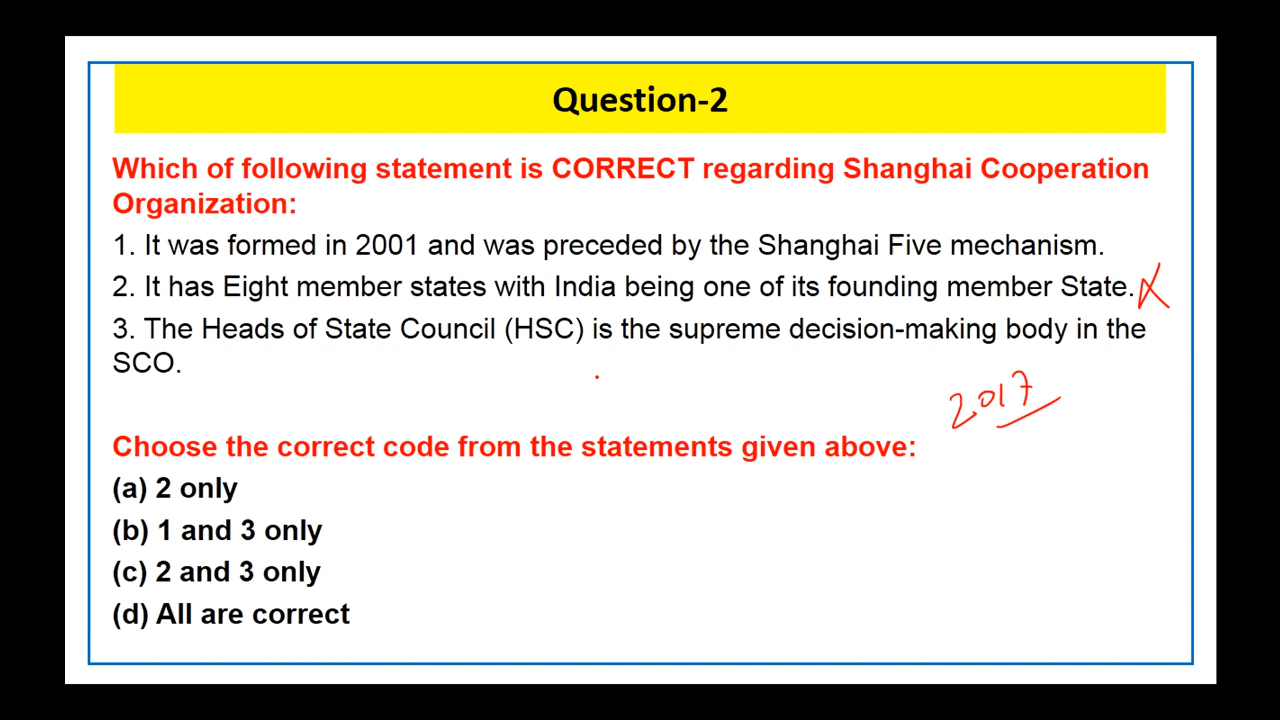 Question-2
Which of following statement is CORRECT regarding Shanghai Cooperation
Organization:
1. It was formed in 2001 and was preceded by the Shanghai Five mechanism.
2. It has Eight member states with India being one of its founding member State.
3. The Heads of State Council (HSC) is the supreme decision-making body in the
SCO.
2017
Choose the correct code from the statements given above:
(a) 2 only
(b) 1 and 3 only
(c) 2 and 3 only
(d) All are correct